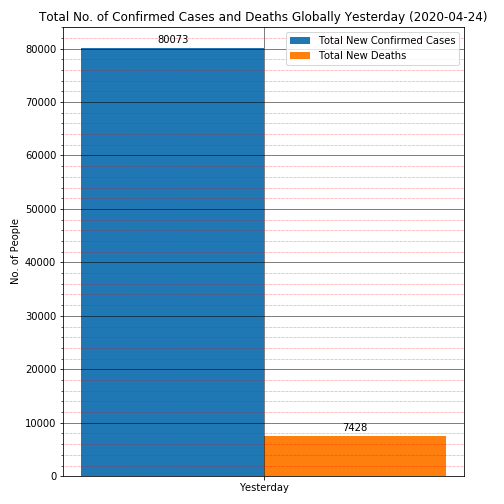 Total No. of Confirmed Cases and Deaths Globally Yesterday (2020-04-24)
Total New Confirmed Cases
Total New Deaths
80073
7428
80000
70000
60000
50000
40000
30000
20000
10000
0
No. of People
Yesterday